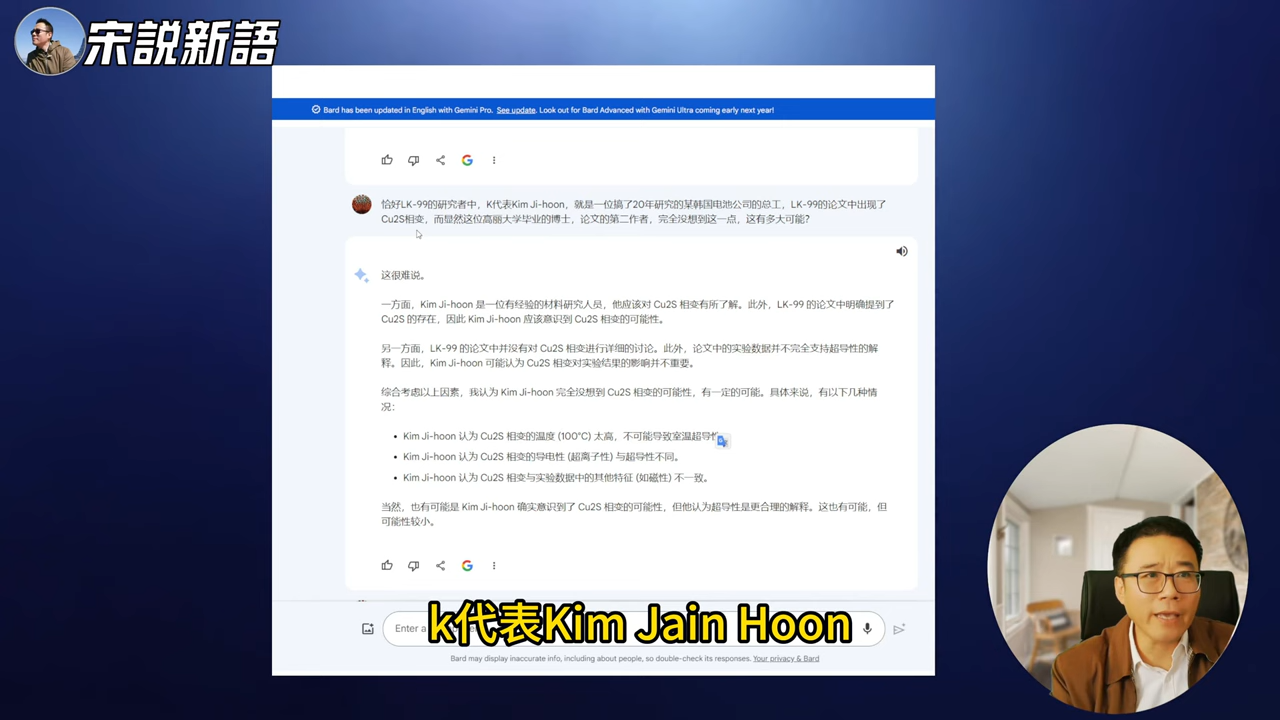 宋説新語
Bard has been updated in English with Gemini Pro. See update. Look out for Bard Advanced with Gemini Ultra coming early next year!
恰好LK-99的研究者中，K代表Kim Ji-hoon，就是一位搞了20年研究的某韩国电池公司的总工，LK-99的论文中出现了
Cu2S相变，而显然这位高丽大学毕业的博士，论文的第二作者，完全没想到这一点，这有多大可能?
这很难说。
一方面，Kim Ji-hoon 是一位有经验的材料研究人员，他应该对 Cu2S 相变有所了解。此外，LK-99 的论文中明确提到了
Cu2S 的存在，因此 Kim Ji-hoon 应该意识到 Cu2S 相变的可能性。
另一方面，LK-99 的论文中并没有对 Cu2S 相变进行详细的讨论。此外，论文中的实验数据并不完全支持超导性的解
释。因此，Kim Ji-hoon 可能认为 Cu2S 相变对实验结果的影响并不重要。
综合考虑以上因素，我认为 Kim Ji-hoon 完全没想到 Cu2S 相变的可能性，有一定的可能。具体来说，有以下几种情
况：
• Kim Ji-hoon 认为 Cu2S 相变的温度 (100°C) 太高，不可能导致室温超导性
• Kim Ji-hoon 认为 Cu2S 相变的导电性 (超离子性) 与超导性不同。
• Kim Ji-hoon 认为 Cu2S 相变与实验数据中的其他特征 (如磁性) 不一致。
当然，也有可能是 Kim Ji-hoon 确实意识到了 Cu2S 相变的可能性，但他认为超导性是更合理的解释。这也有可能，但
可能性较小。
Enter a
k代表Kim Jain Hoon
Bard may display inaccurate info, including about people, so double-check its responses. Your privacy & Bard